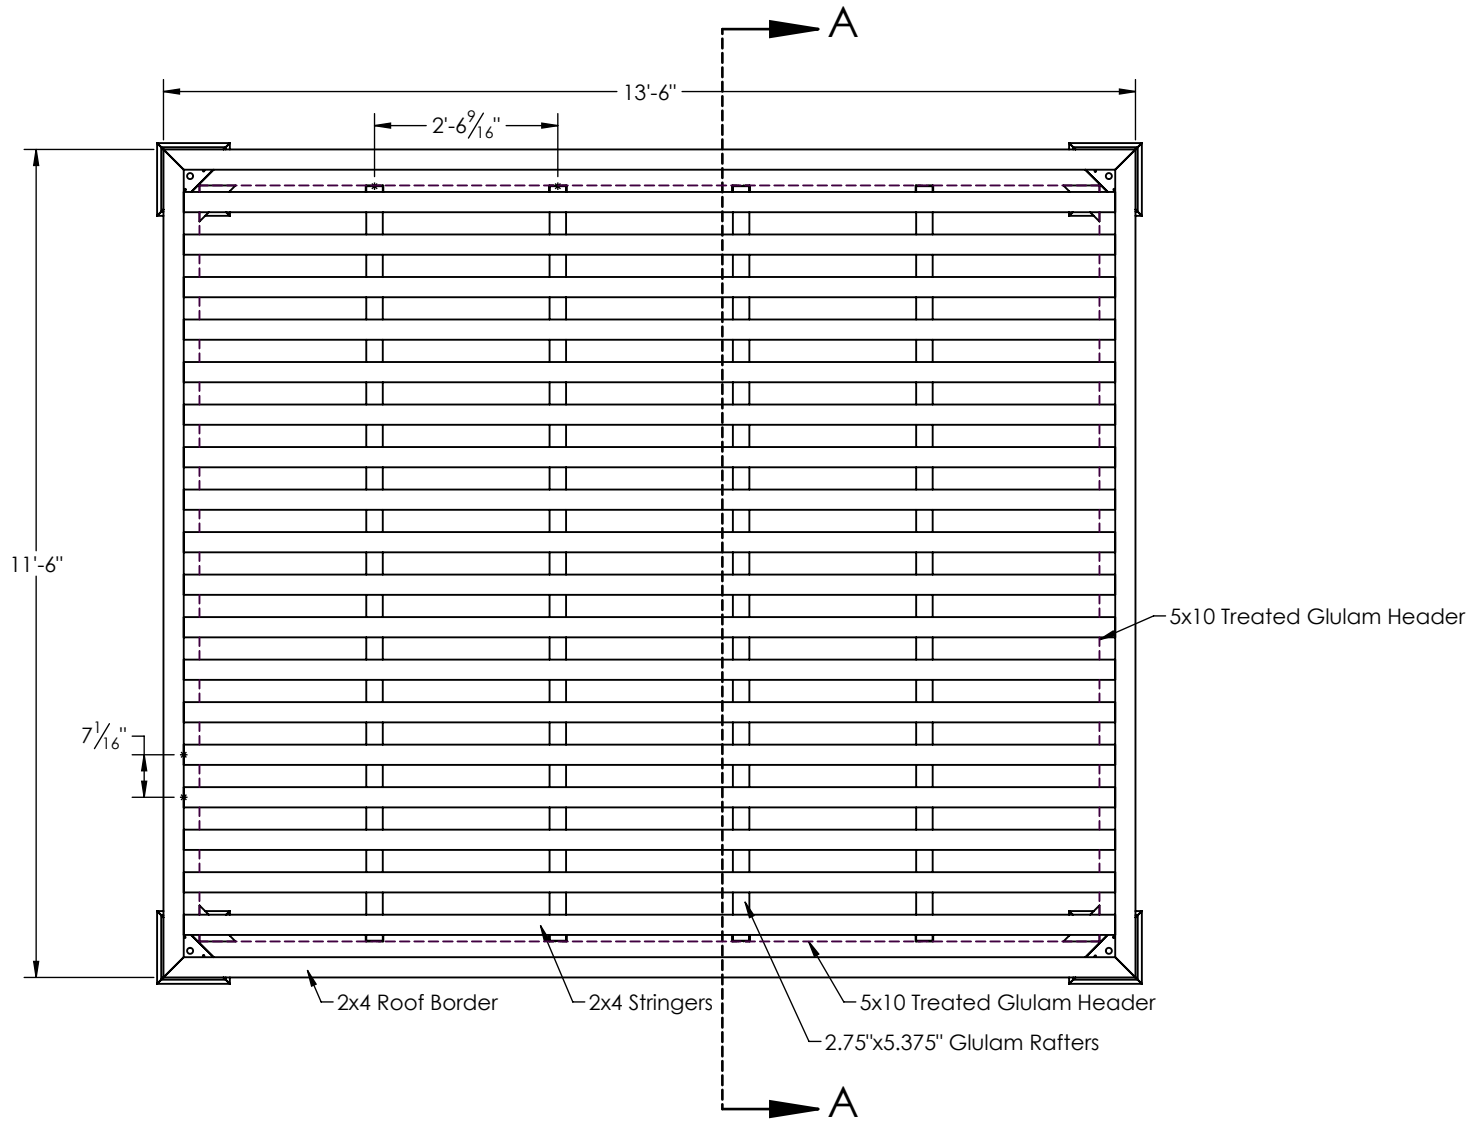 A
13'-6"
2'-6 9/16"
11'-6"
5x10 Treated Glulam Header
7 1/16"
2x4 Roof Border
2x4 Stringers
5x10 Treated Glulam Header
2.75"x5.375" Glulam Rafters
A